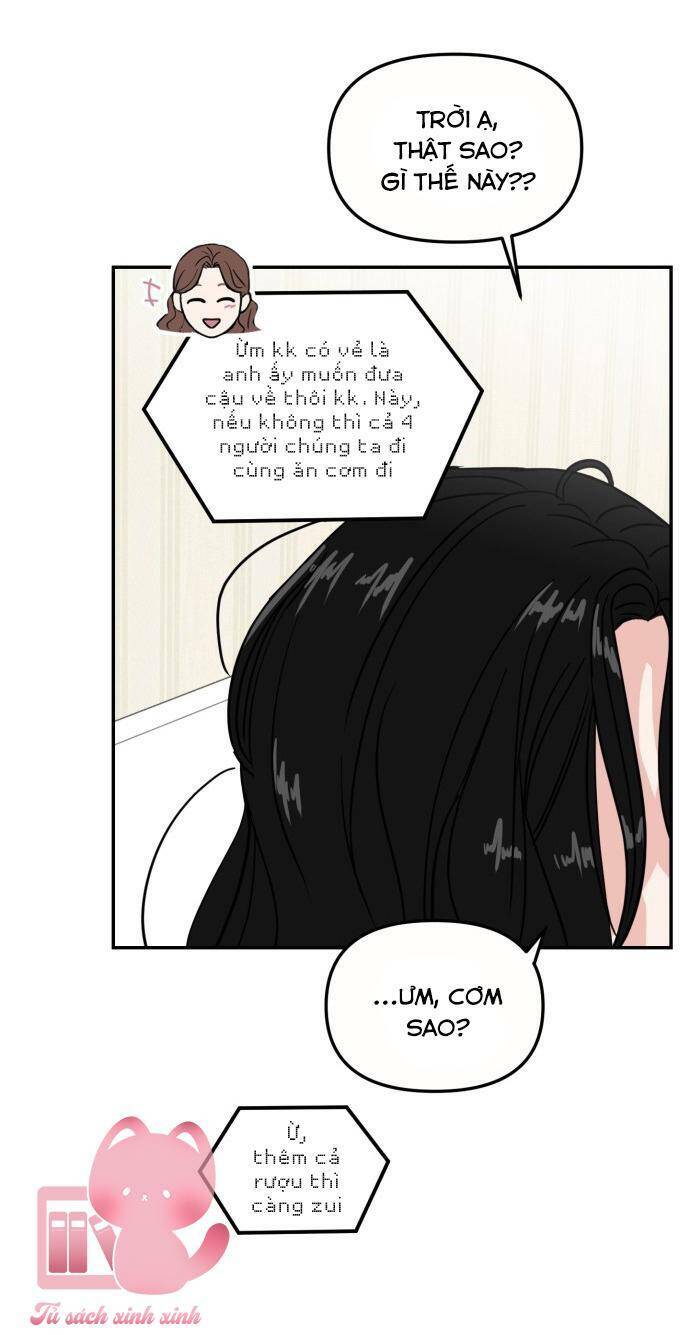 TRỜI Ạ,
THẬT SAO?
GÌ THẾ NÀY??
Ừm kk có vẻ là
anh ấy muốn đưa
cậu về thôi kk. Này,
nếu không thì cả 4
người chúng ta đi
cùng ăn cơm đi
...ƯM, CƠM
SAO?
Ừ,
thêm cả
rượu thì
càng zui
Tủ sách xinh xinh